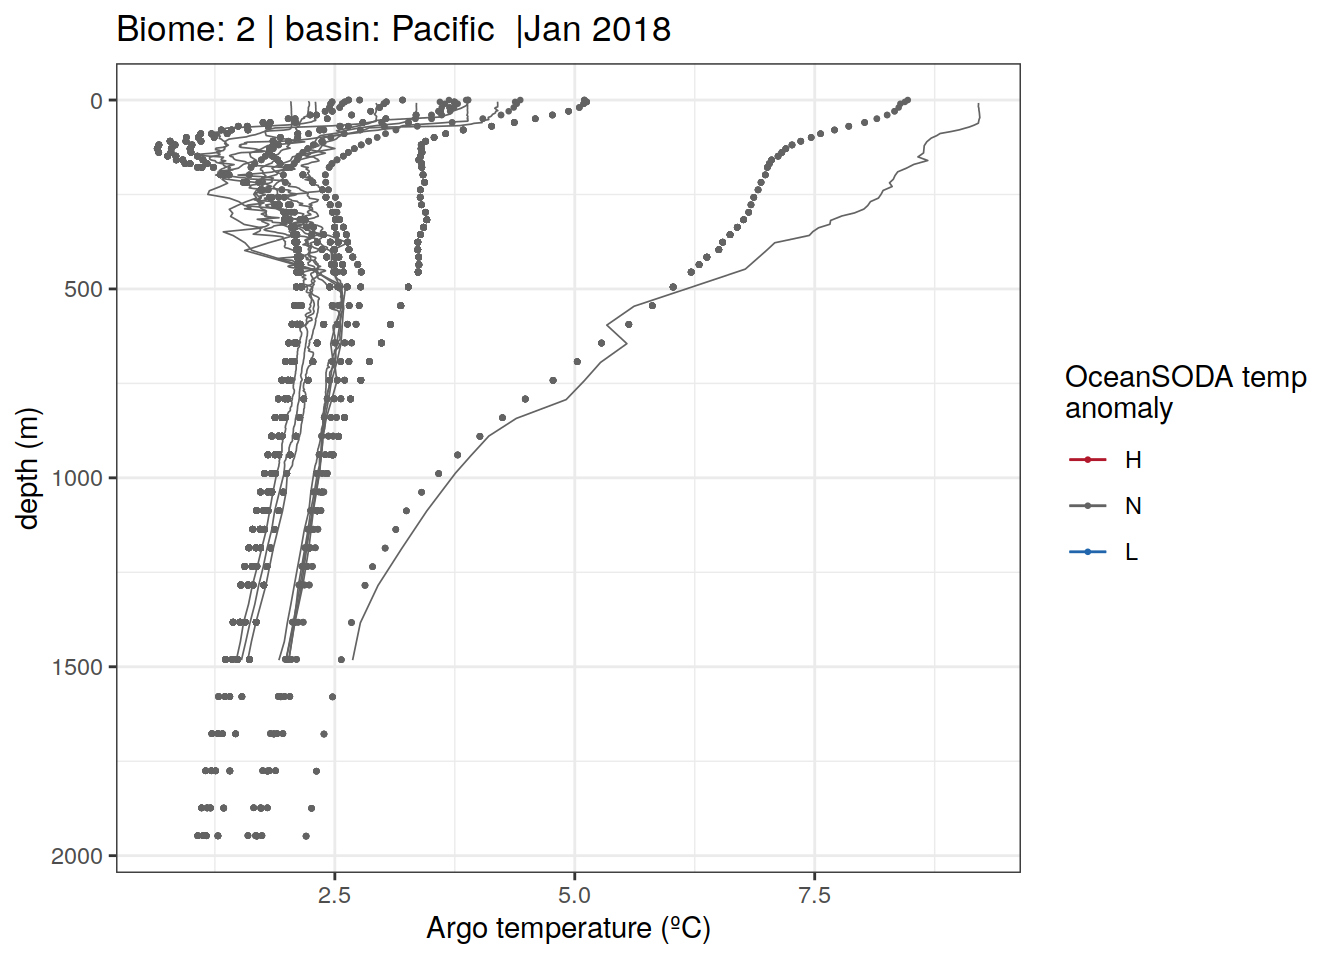 Biome: 2 | basin: Pacific  |Jan 2018
0
500
1000
1500
2000
depth (m)
2.5
5.0
7.5
Argo temperature (ºC)
OceanSODA temp
anomaly
H
N
L